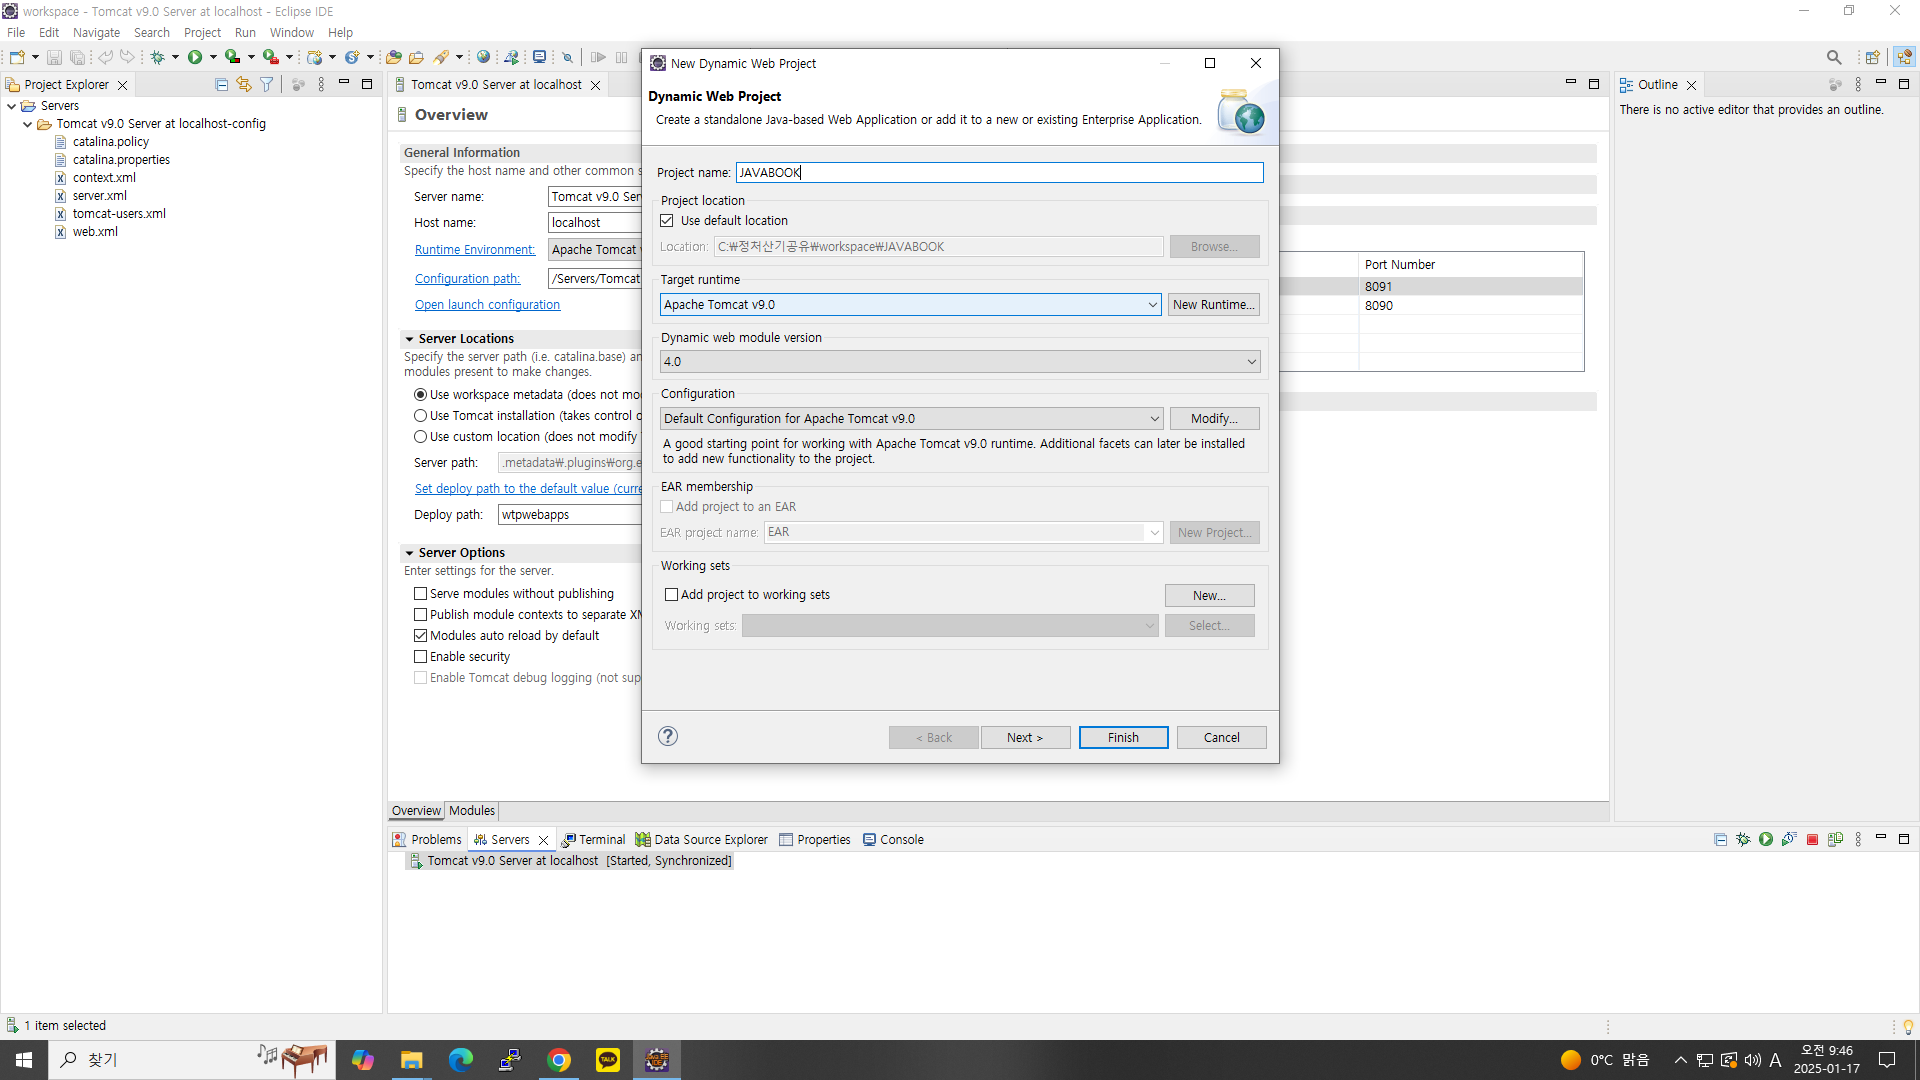 workspace - Tomcat v9.0 Server at localhost - Eclipse IDE
File Edit Navigate Search Project Run Window Help
Project Explorer
Servers
Tomcat v9.0 Server at localhost-config
catalina.policy
catalina.properties
context.xml
server.xml
tomcat-users.xml
web.xml
Tomcat v9.0 Server at localhost
Overview
General Information
Specify the host name and other common s
Server name: Tomcat v9.0 Ser
Host name: localhost
Runtime Environment: Apache Tomcat
Configuration path: /Servers/Tomcat
Open launch configuration
Server Locations
Specify the server path (i.e. catalina.base) an
modules present to make changes.
Use workspace metadata (does not mo
Use Tomcat installation (takes control o
Use custom location (does not modify
Server path: .metadata₩.plugins₩org.e
Set deploy path to the default value (curre
Deploy path: wtpwebapps
Server Options
Enter settings for the server.
Serve modules without publishing
Publish module contexts to separate XM
Modules auto reload by default
Enable security
Enable Tomcat debug logging (not sup
Port Number
8091
8090
Overview Modules
New Dynamic Web Project
Dynamic Web Project
Create a standalone Java-based Web Application or add it to a new or existing Enterprise Application.
Project name: JAVABOOK
Project location
Use default location
Location: C:₩정처산기공유₩workspace₩JAVABOOK Browse...
Target runtime
Apache Tomcat v9.0 New Runtime...
Dynamic web module version
4.0
Configuration
Default Configuration for Apache Tomcat v9.0 Modify...
A good starting point for working with Apache Tomcat v9.0 runtime. Additional facets can later be installed
to add new functionality to the project.
EAR membership
Add project to an EAR
EAR project name: EAR New Project...
Working sets
Add project to working sets New...
Working sets: Select...
< Back Next > Finish Cancel
Outline
There is no active editor that provides an outline.
Problems Servers Terminal Data Source Explorer Properties Console
Tomcat v9.0 Server at localhost [Started, Synchronized]
1 item selected
찾기
TALK
Java EE
IDE
0°C 맑음
A
오전 9:46
2025-01-17